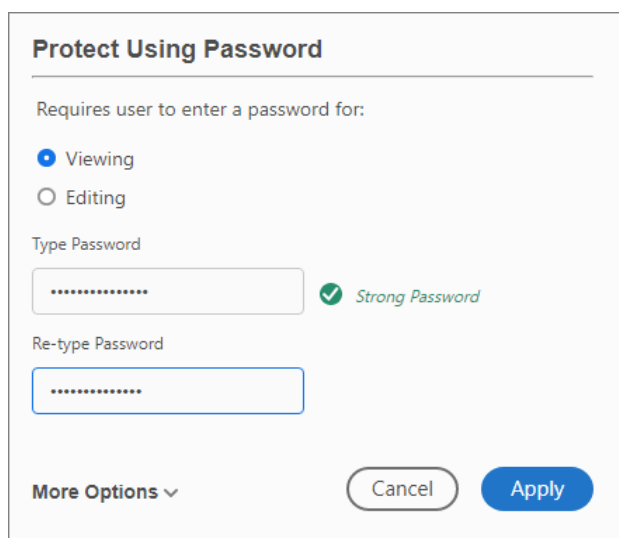 Protect Using Password
Requires user to enter a password for:
Viewing
Editing
Type Password
•••••••••••••••
Strong Password
Re-type Password
••••••••••••••
More Options
Cancel
Apply